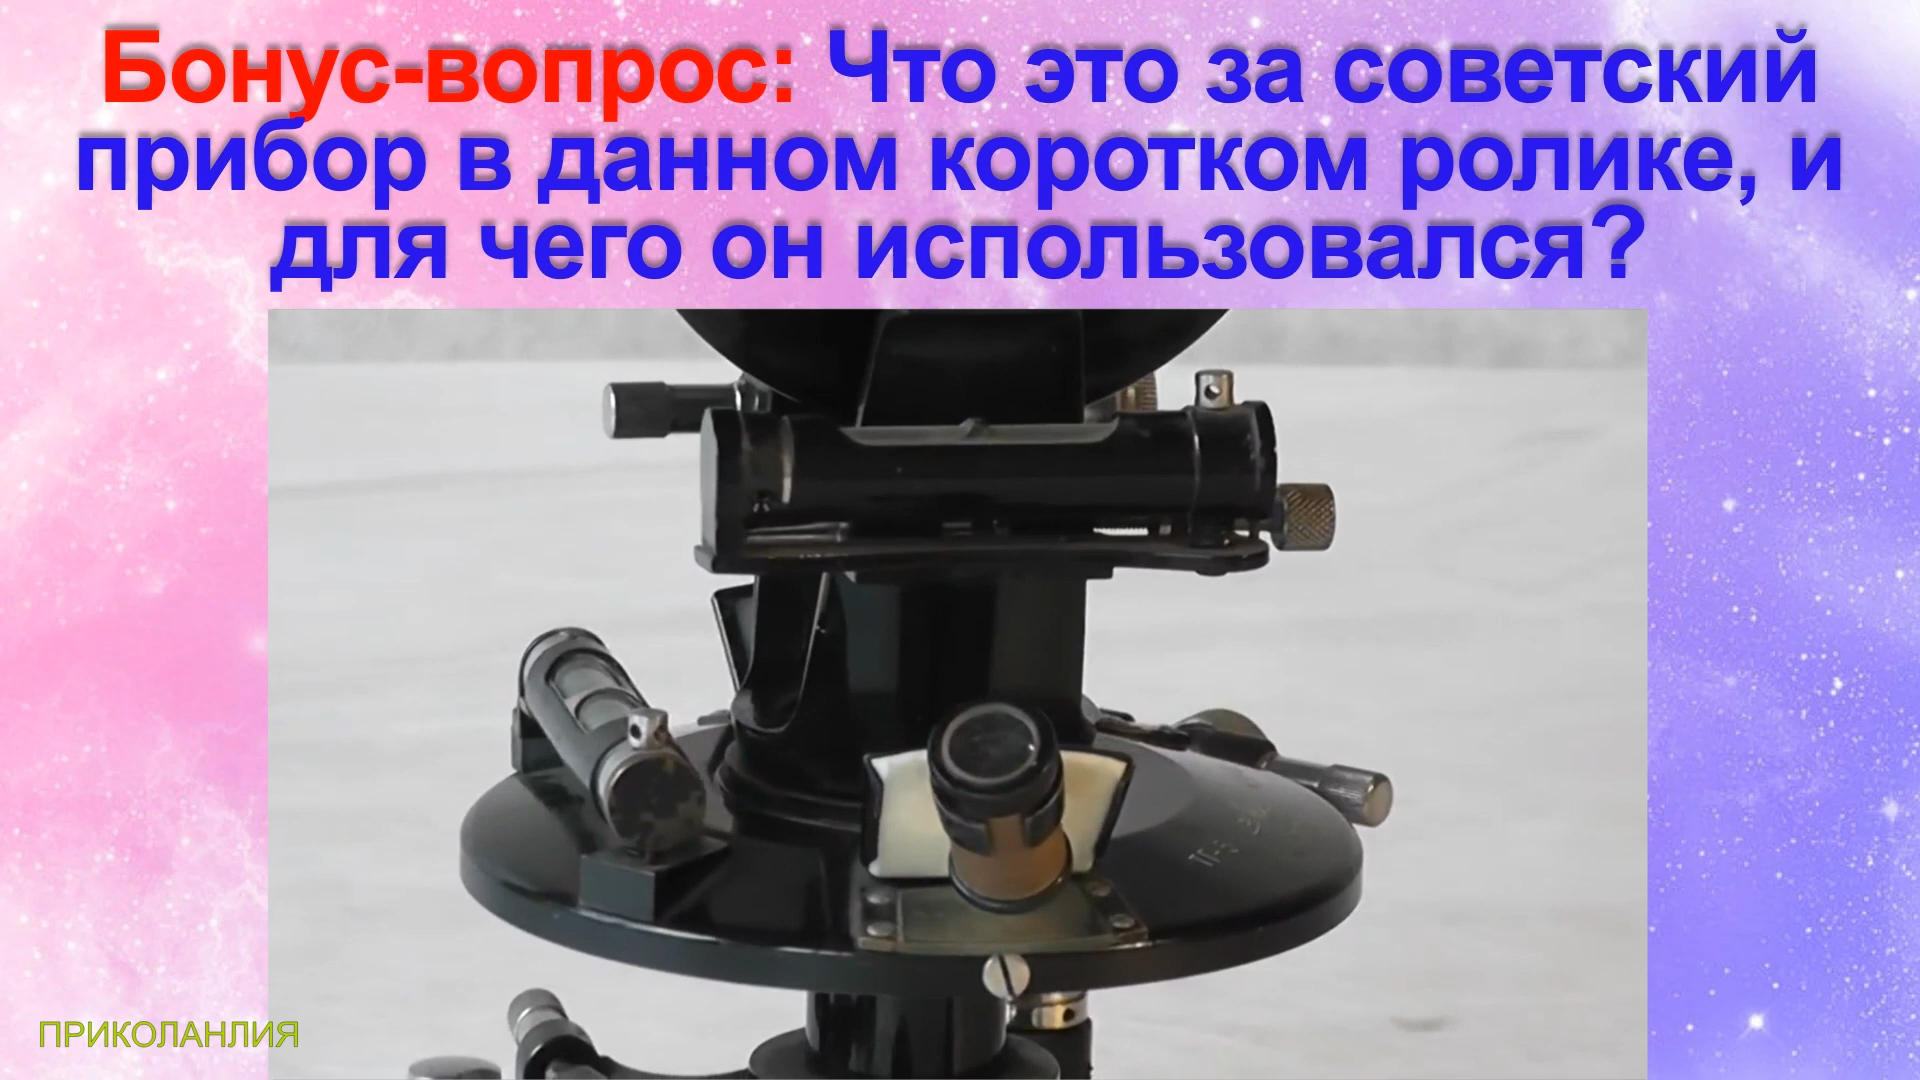 Бонус-вопрос: Что это за советский
прибор в данном коротком ролике, и
для чего он использовался?
ПРИКОЛАНЛИЯ